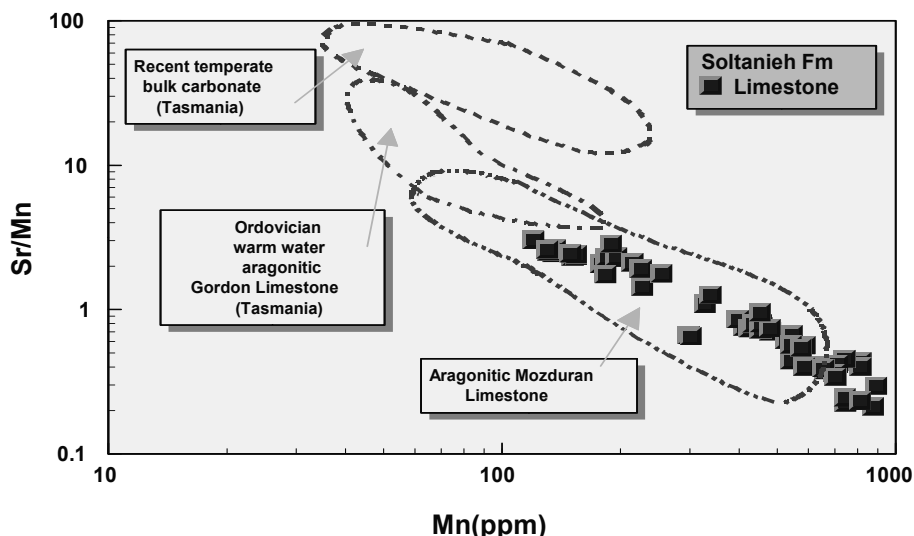 100
10
1
0.1
10
100
1000
Sr/Mn
Mn(ppm)
Recent temperate
bulk carbonate
(Tasmania)
Ordovician
warm water
aragonitic
Gordon Limestone
(Tasmania)
Aragonitic Mozduran
Limestone
Soltanieh Fm
Limestone